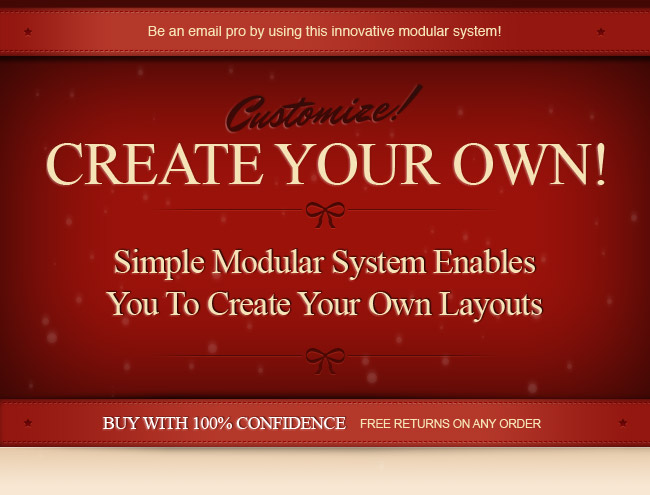 Be an email pro by using this innovative modular system!
Customize!
CREATE YOUR OWN!
Simple Modular System Enables
You To Create Your Own Layouts
BUY WITH 100% CONFIDENCE FREE RETURNS ON ANY ORDER